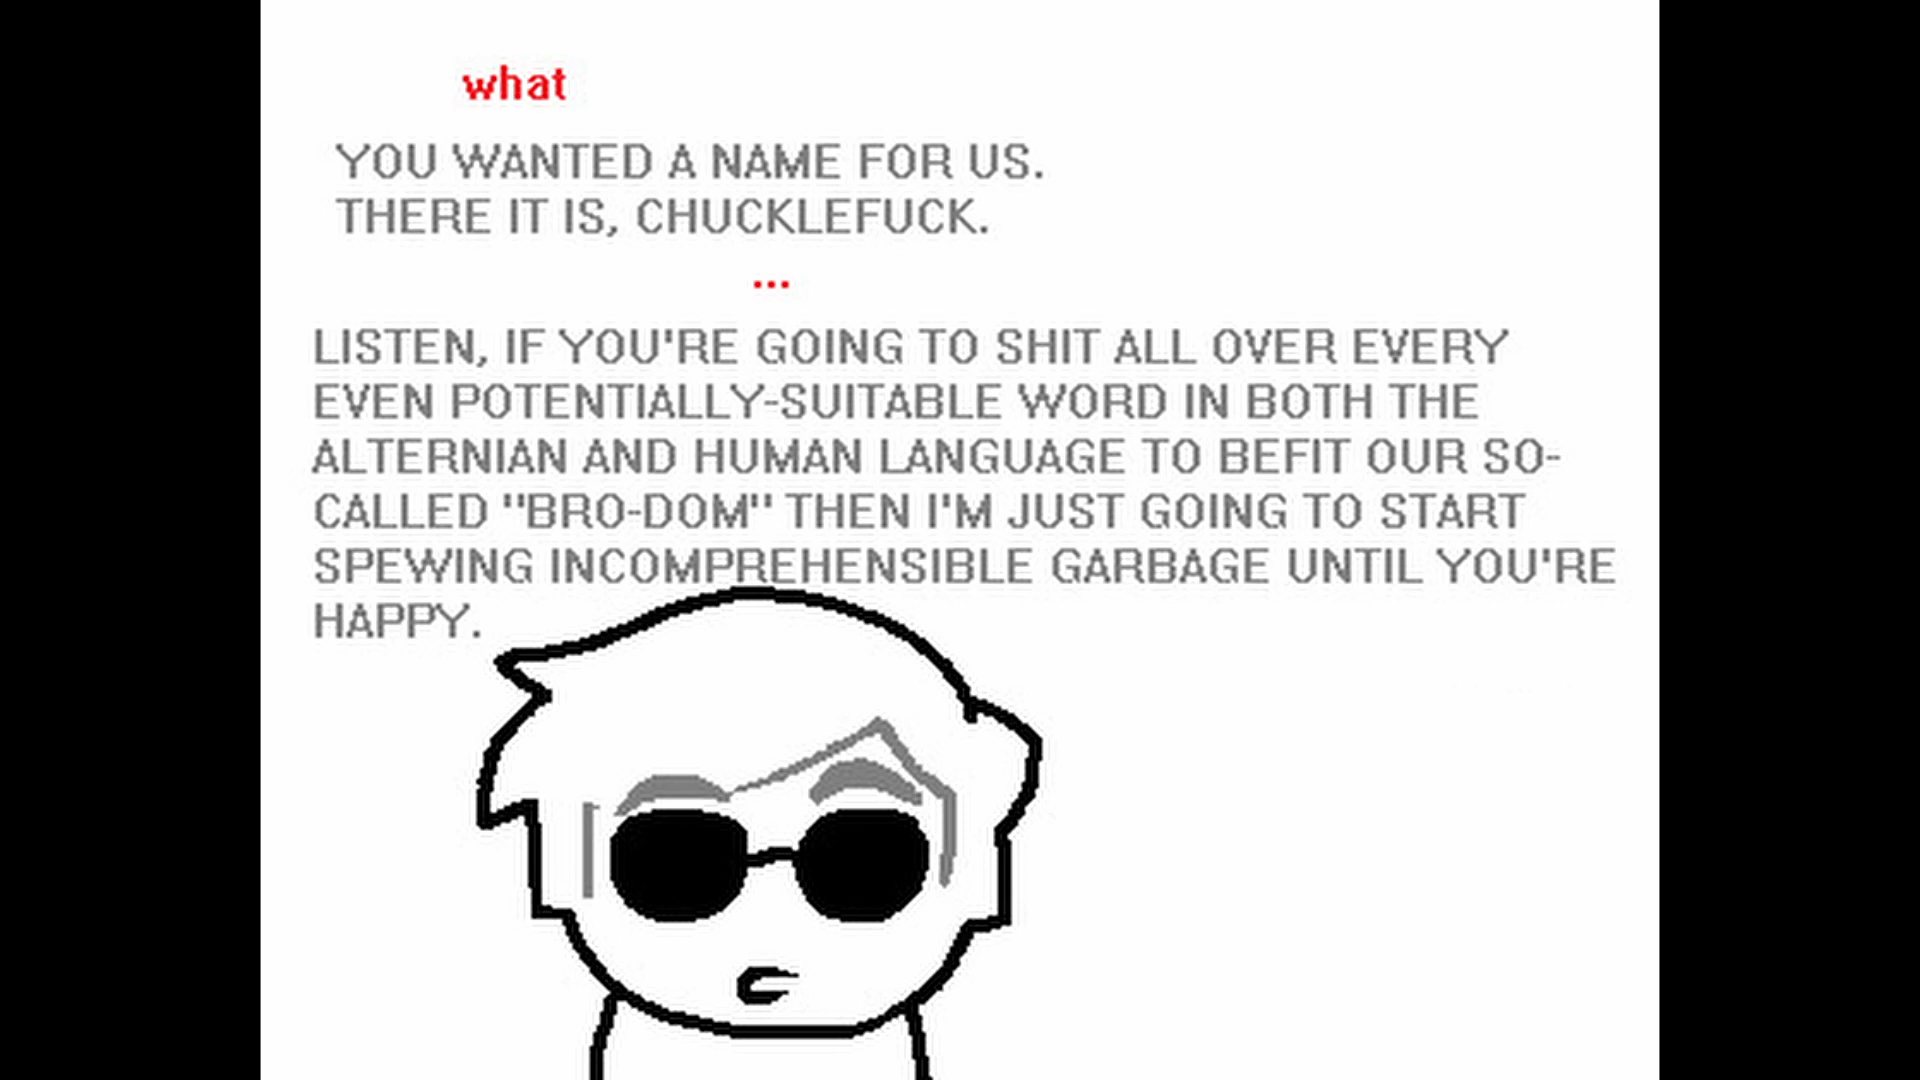 what
YOU WANTED A NAME FOR US.
THERE IT IS, CHUCKLEFUCK.
...
LISTEN, IF YOU'RE GOING TO SHIT ALL OVER EVERY
EVEN POTENTIALLY-SUITABLE WORD IN BOTH THE
ALTERNIAN AND HUMAN LANGUAGE TO BEFIT OUR SO-
CALLED "BRO-DOM" THEN I'M JUST GOING TO START
SPEWING INCOMPREHENSIBLE GARBAGE UNTIL YOU'RE
HAPPY.